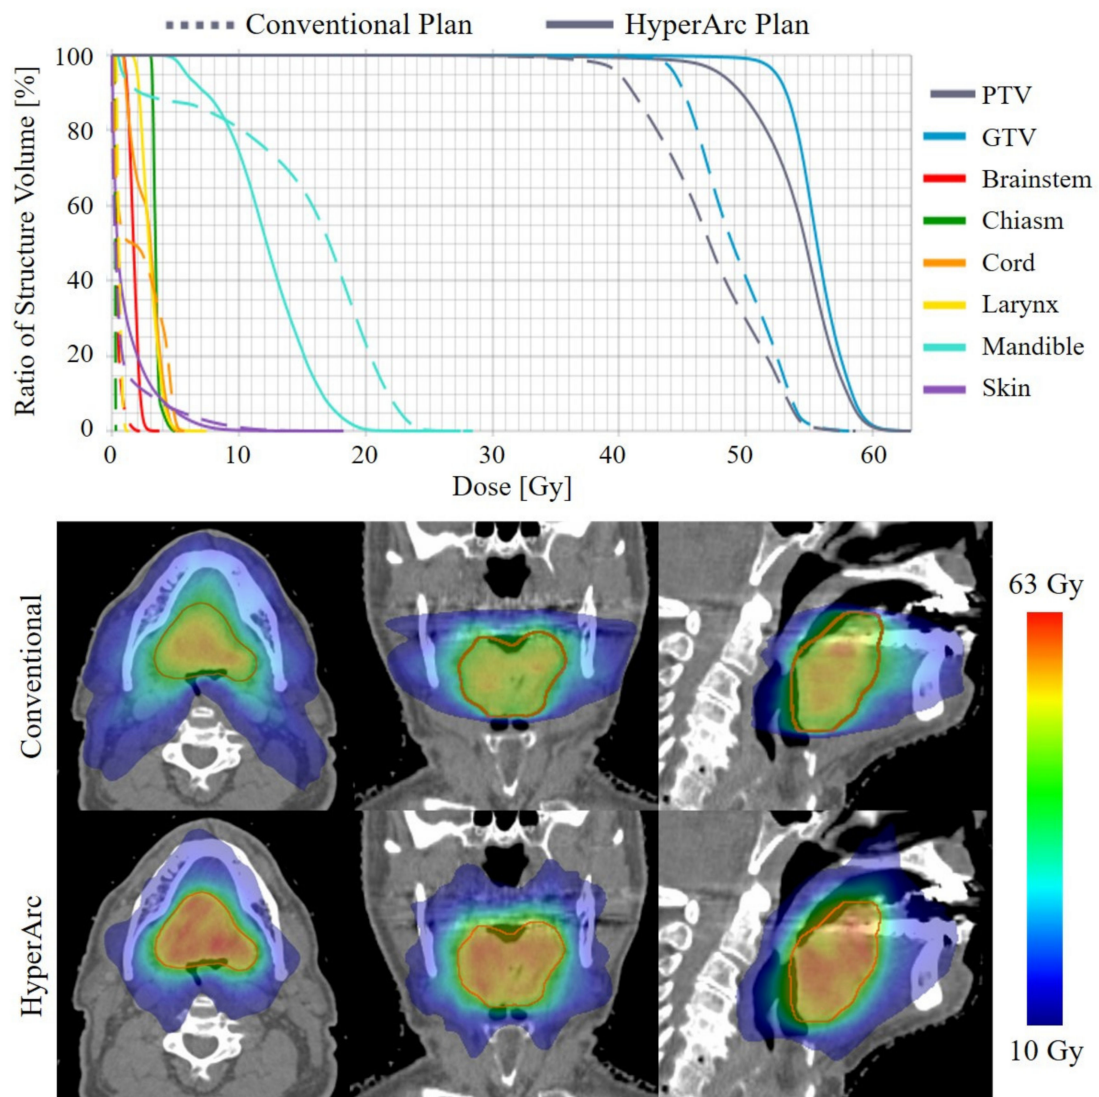 Conventional Plan HyperArc Plan
Ratio of Structure Volume [%]
100
80
60
40
20
0
0 10 20 30 40 50 60
Dose [Gy]
PTV
GTV
Brainstem
Chiasm
Cord
Larynx
Mandible
Skin
Conventional
HyperArc
63 Gy
10 Gy